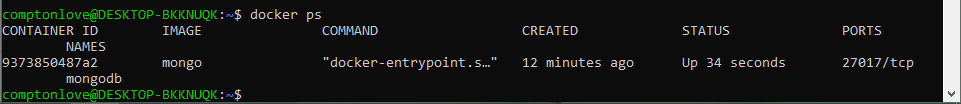 comptonlove@DESKTOP-BKKNUQK:~$ docker ps
CONTAINER ID        IMAGE               COMMAND                  CREATED             STATUS              PORTS
        NAMES
9373850487a2        mongo               "docker-entrypoint.s…"   12 minutes ago      Up 34 seconds       27017/tcp
        mongodb
comptonlove@DESKTOP-BKKNUQK:~$